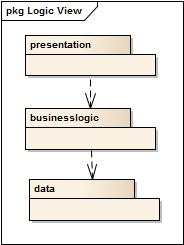 pkg Logic View
presentation
businesslogic
data